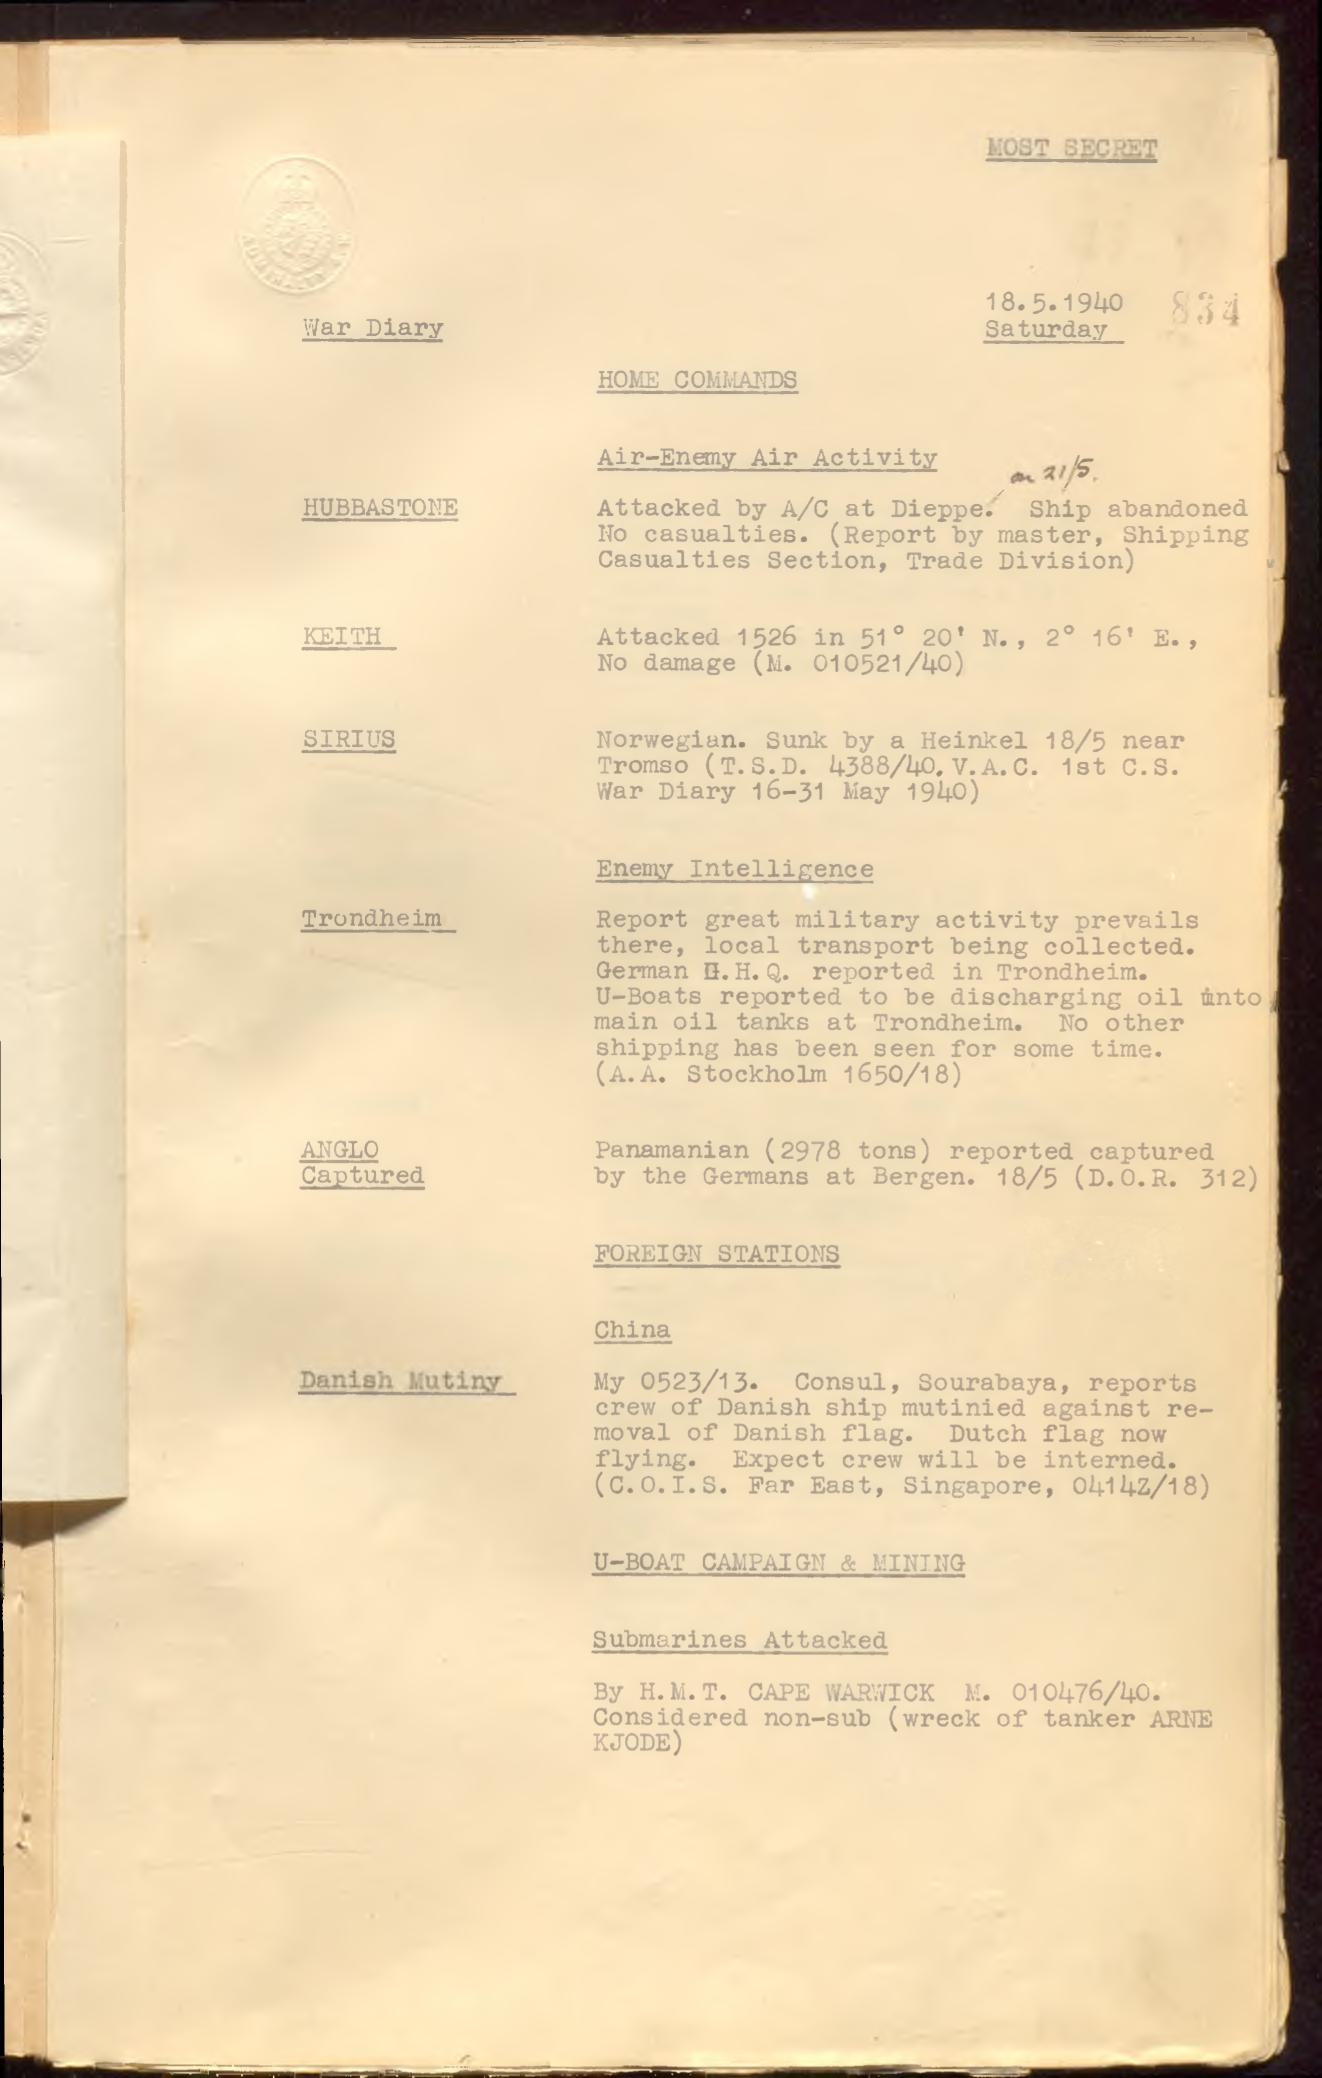 MOST SECRET
18.5.1940 834
War Diary
Saturday
HOME COMMANDS
Air-Enemy Air Activity
on 21/5.
HUBBASTONE
Attacked by A/C at Dieppe. Ship abandoned
No casualties. (Report by master, Shipping
Casualties Section, Trade Division)
KEITH
Attacked 1526 in 51° 20' N., 2° 16' E.,
No damage (M. 010521/40)
SIRIUS
Norwegian. Sunk by a Heinkel 18/5 near
Tromso (T.S.D. 4388/40. V.A.C. 1st C.S.
War Diary 16-31 May 1940)
Enemy Intelligence
Trondheim
Report great military activity prevails
there, local transport being collected.
German H.Q. reported in Trondheim.
U-Boats reported to be discharging oil into
main oil tanks at Trondheim. No other
shipping has been seen for some time.
(A.A. Stockholm 1650/18)
ANGLO
Captured
Panamanian (2978 tons) reported captured
by the Germans at Bergen. 18/5 (D.O.R. 312)
FOREIGN STATIONS
China
Danish Mutiny
My 0523/13. Consul, Sourabaya, reports
crew of Danish ship mutinied against re-
moval of Danish flag. Dutch flag now
flying. Expect crew will be interned.
(C.O.I.S. Far East, Singapore, 0414Z/18)
U-BOAT CAMPAIGN & MINING
Submarines Attacked
By H.M.T. CAPE WARWICK M. 010476/40.
Considered non-sub (wreck of tanker ARNE
KJODE)